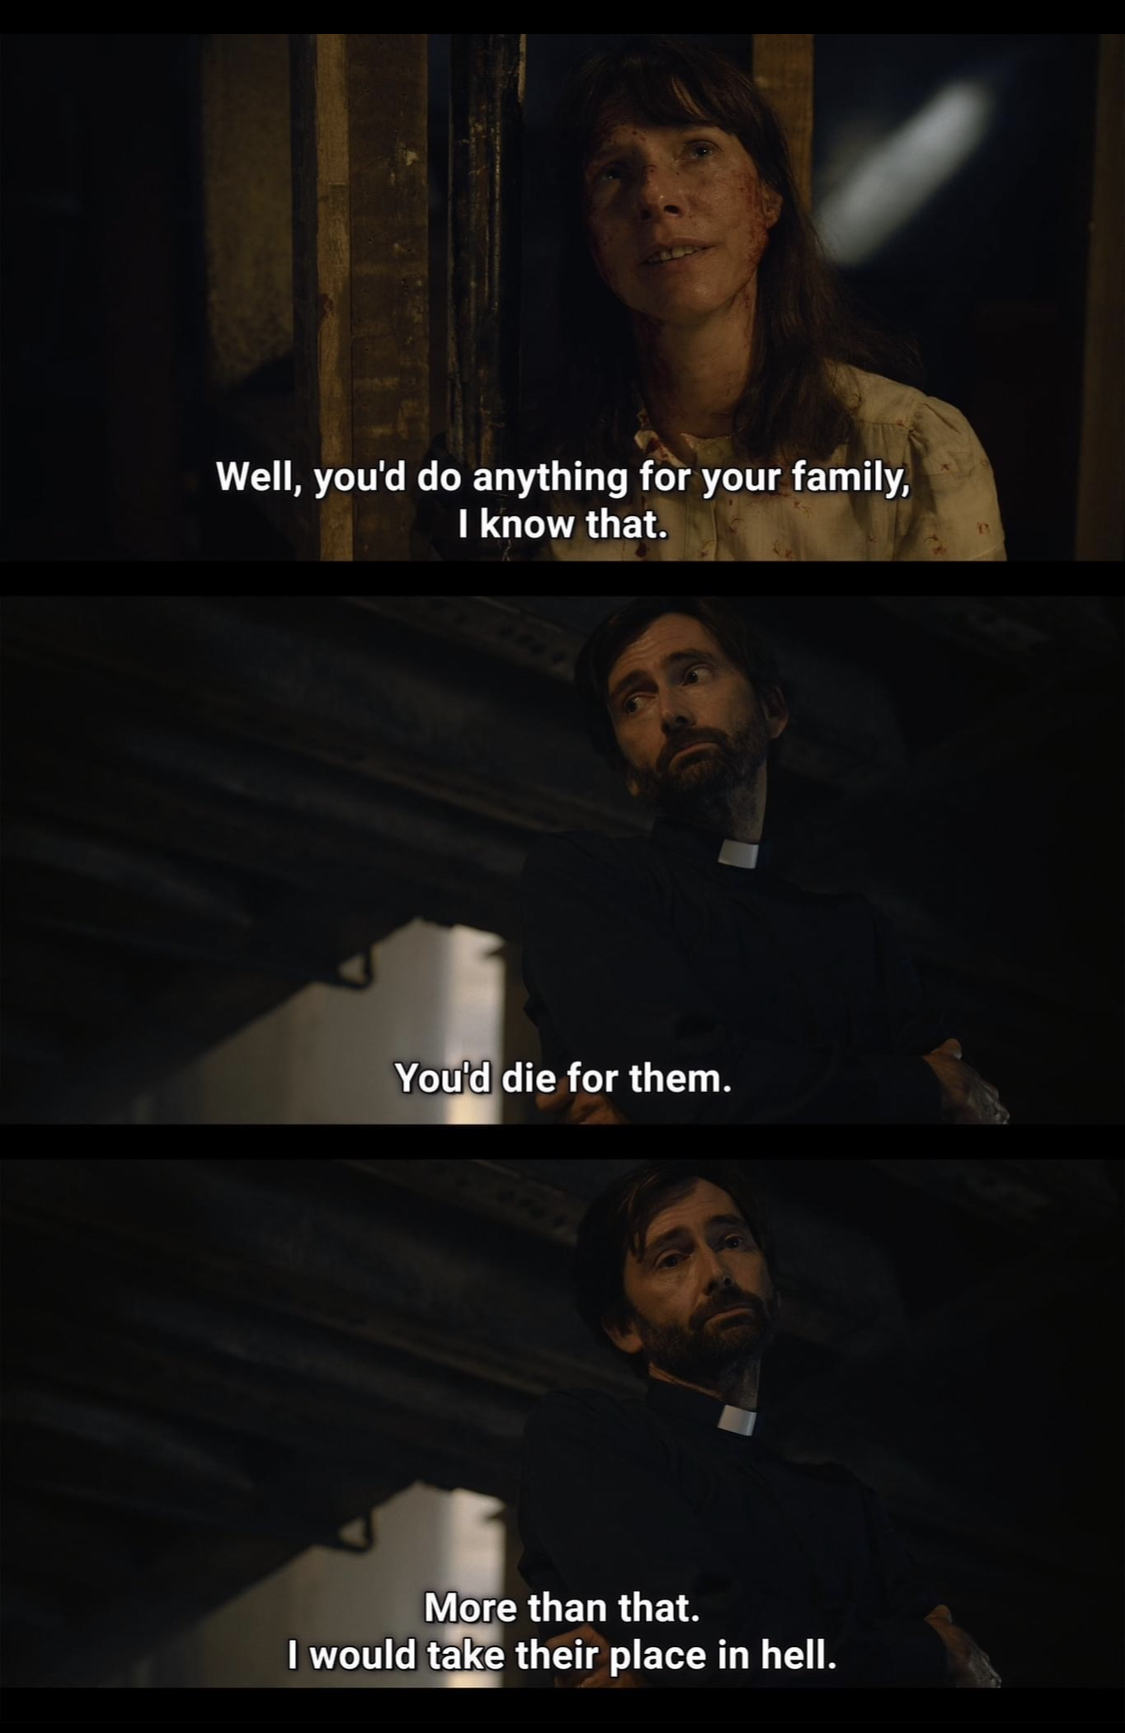 Well, you'd do anything for your family,
I know that.
You'd die for them.
More than that.
I would take their place in hell.